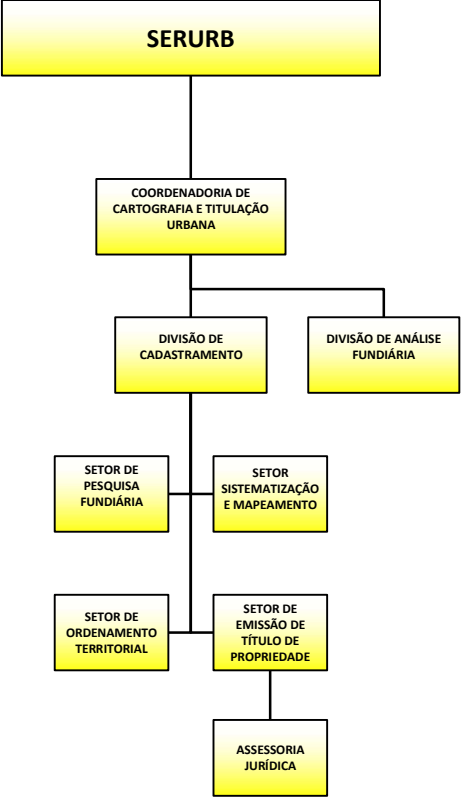 SERURB
COORDENADORIA DE
CARTOGRAFIA E TITULAÇÃO
URBANA
DIVISÃO DE
CADASTRAMENTO
DIVISÃO DE ANÁLISE
FUNDIÁRIA
SETOR DE
PESQUISA
FUNDIÁRIA
SETOR
SISTEMATIZAÇÃO
E MAPEAMENTO
SETOR DE
ORDENAMENTO
TERRITORIAL
SETOR DE
EMISSÃO DE
TÍTULO DE
PROPRIEDADE
ASSESSORIA
JURÍDICA